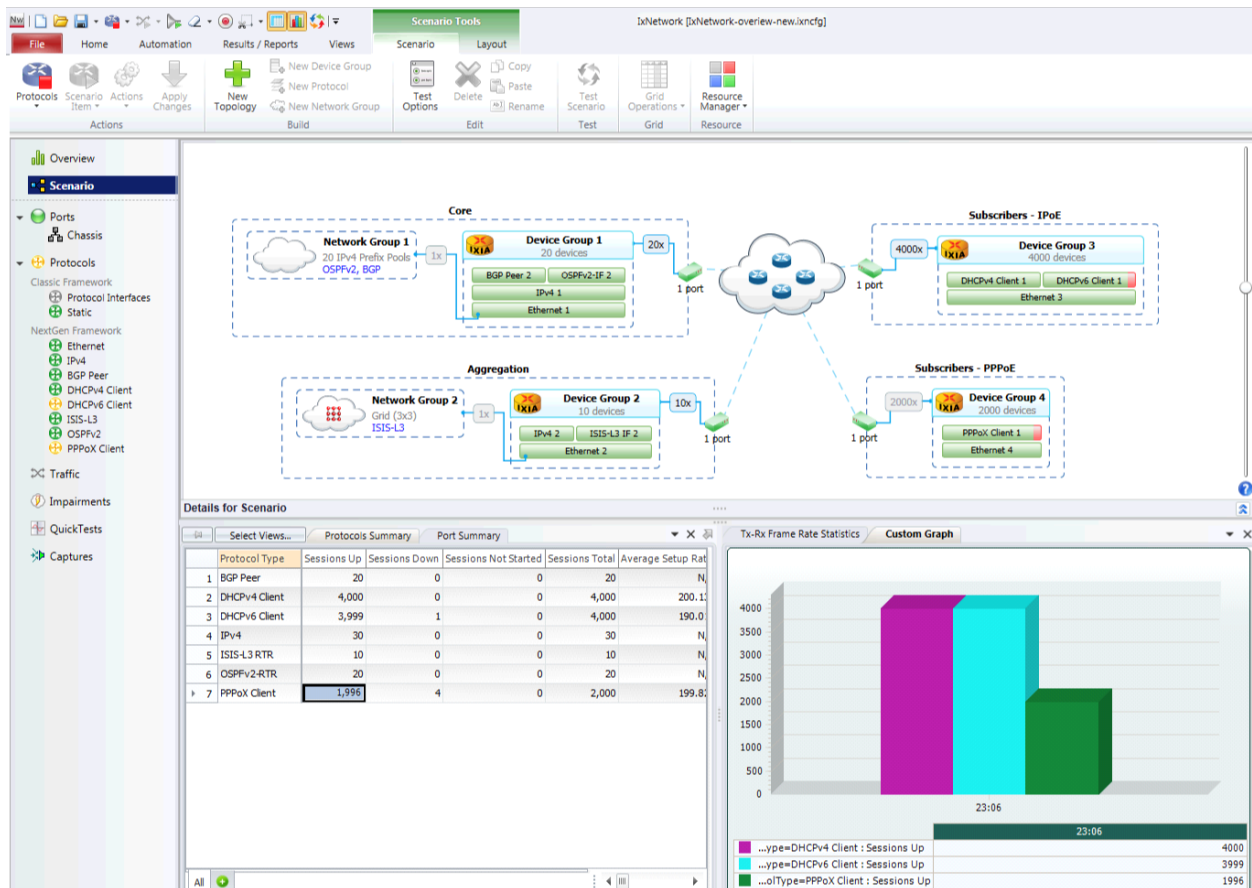 Nw
Scenario Tools
IxNetwork [IxNetwork-overiew-new.ixncfg]
File Home Automation Results / Reports Views Scenario Layout
Protocols
Scenario Item
Actions
Apply Changes
Actions
New Topology
New Device Group
New Protocol
New Network Group
Build
Test Options
Delete
Copy
Paste
Rename
Edit
Test Scenario
Test
Grid Operations
Grid
Resource Manager
Resource
Overview
Scenario
Ports
Chassis
Protocols
Classic Framework
Protocol Interfaces
Static
NextGen Framework
Ethernet
IPv4
BGP Peer
DHCPv4 Client
DHCPv6 Client
ISIS-L3
OSPFv2
PPPoX Client
Traffic
Impairments
QuickTests
Captures
Core
Network Group 1
20 IPv4 Prefix Pools
OSPFv2, BGP
1x
IXIA
Device Group 1
20 devices
BGP Peer 2 OSPFv2-IF 2
IPv4 1
Ethernet 1
20x
1 port
Subscribers - IPoE
1 port
4000x
IXIA
Device Group 3
4000 devices
DHCPv4 Client 1 DHCPv6 Client 1
Ethernet 3
Aggregation
Network Group 2
Grid (3x3)
ISIS-L3
1x
IXIA
Device Group 2
10 devices
IPv4 2 ISIS-L3 IF 2
Ethernet 2
10x
1 port
Subscribers - PPPoE
1 port
2000x
IXIA
Device Group 4
2000 devices
PPPoX Client 1
Ethernet 4
Details for Scenario
Select Views... Protocols Summary Port Summary
Protocol Type Sessions Up Sessions Down Sessions Not Started Sessions Total Average Setup Rat
1 BGP Peer 20 0 0 20 N
2 DHCPv4 Client 4,000 0 0 4,000 200.1
3 DHCPv6 Client 3,999 1 0 4,000 190.0
4 IPv4 30 0 0 30 N
5 ISIS-L3 RTR 10 0 0 10 N
6 OSPFv2-RTR 20 0 0 20 N
7 PPPoX Client 1,996 4 0 2,000 199.8
All
Tx-Rx Frame Rate Statistics Custom Graph
4000
3500
3000
2500
2000
1500
1000
500
0
23:06
23:06
...ype=DHCPv4 Client : Sessions Up 4000
...ype=DHCPv6 Client : Sessions Up 3999
...olType=PPPoX Client : Sessions Up 1996